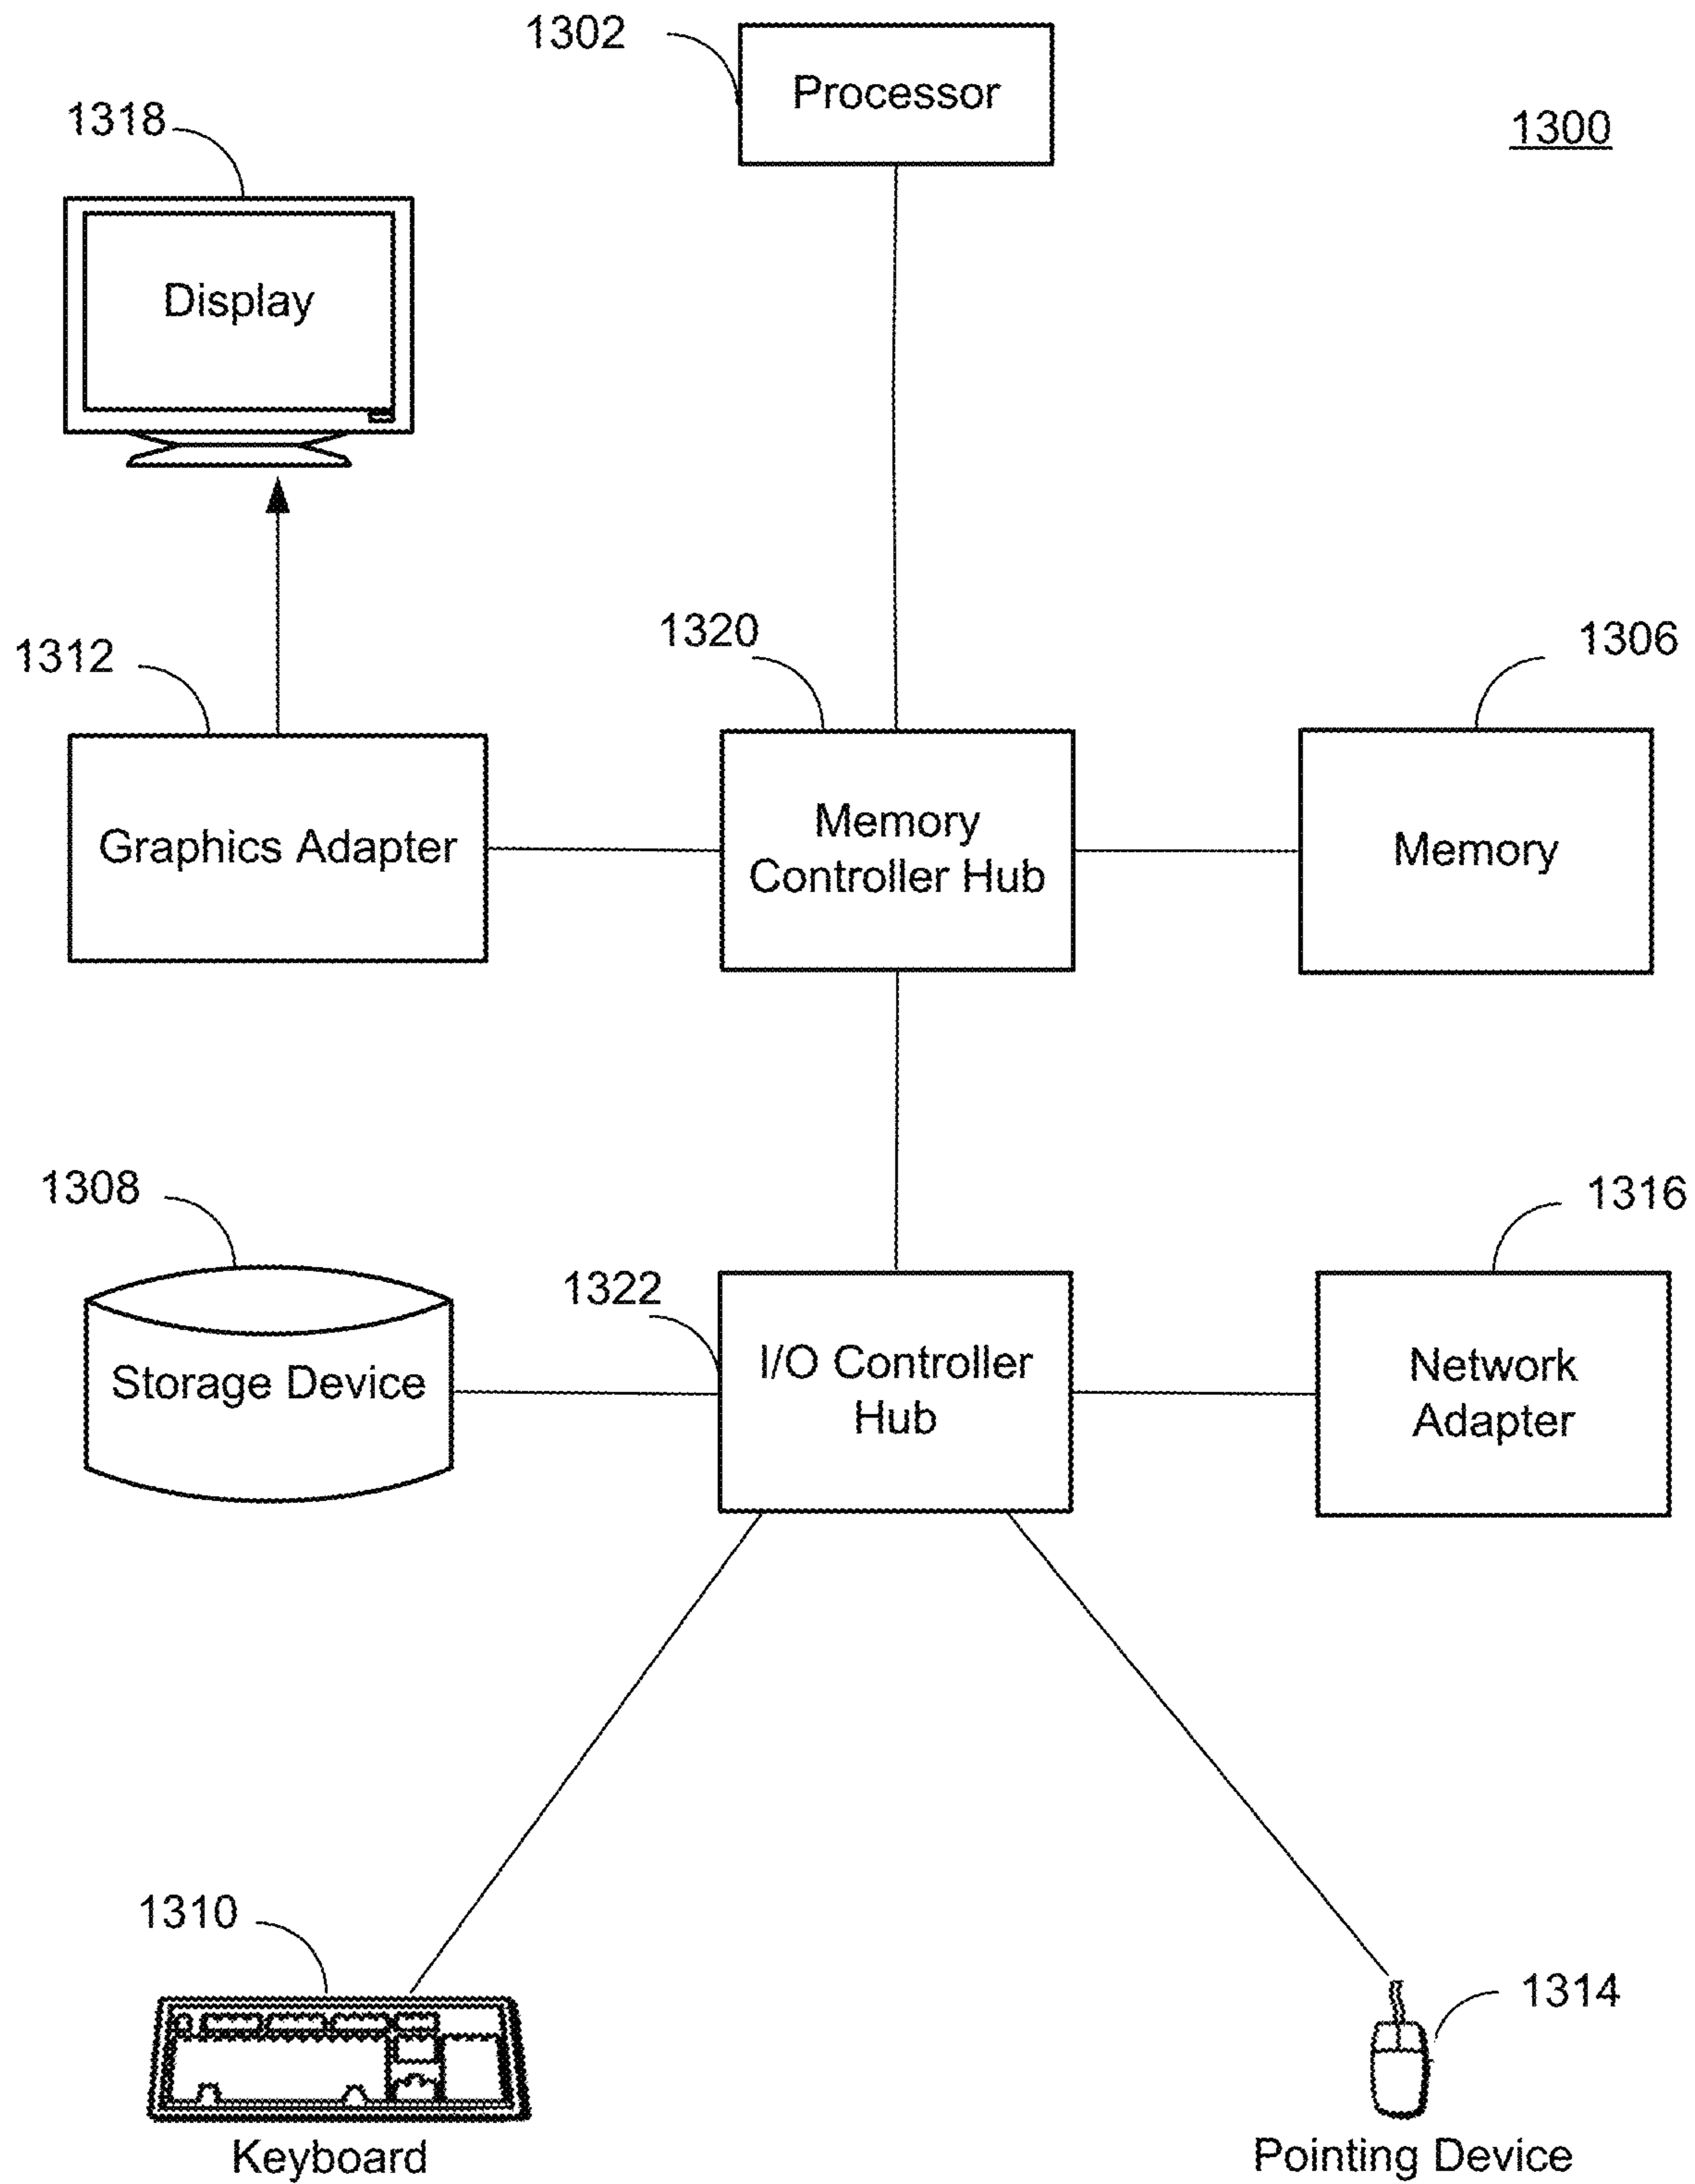 1302
Processor
1300
1318
Display
1312
1320
1306
Graphics Adapter
Memory
Controller Hub
Memory
1308
1322
1316
Storage Device
I/O Controller
Hub
Network
Adapter
1310
1314
Keyboard
Pointing Device